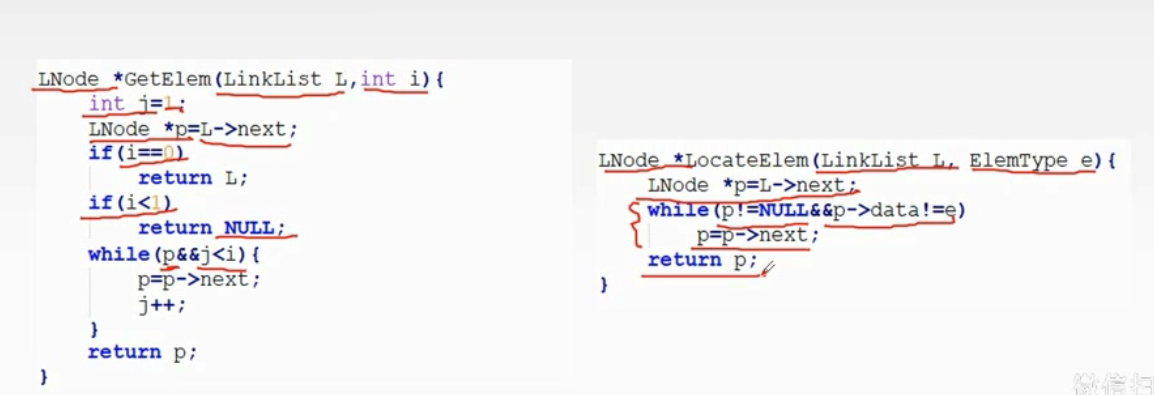 LNode *GetElem(LinkList L,int i){
int j=1;
LNode *p=L->next;
if(i==0)
return L;
if(i<1)
return NULL;
while(p&&j<i){
p=p->next;
j++;
}
return p;
}
LNode *LocateElem(LinkList L, ElemType e){
LNode *p=L->next;
while(p!=NULL&&p->data!=e)
p=p->next;
return p;
}
微信扫